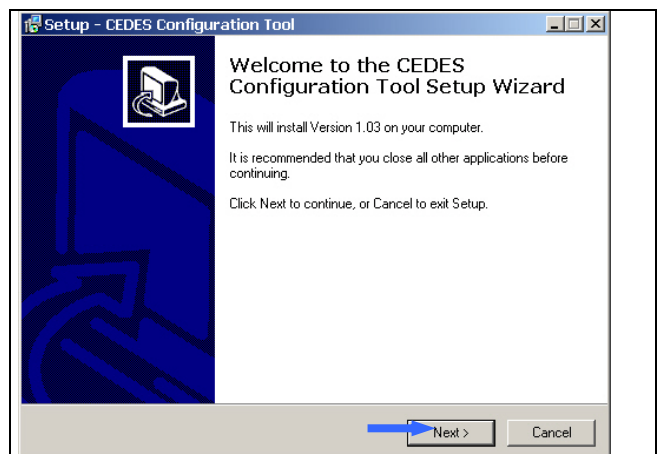 Setup - CEDES Configuration Tool
Welcome to the CEDES
Configuration Tool Setup Wizard
This will install Version 1.03 on your computer.
It is recommended that you close all other applications before
continuing.
Click Next to continue, or Cancel to exit Setup.
Next >
Cancel